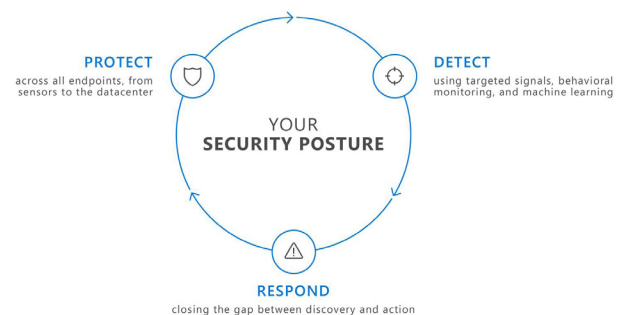 PROTECT
across all endpoints, from
sensors to the datacenter
DETECT
using targeted signals, behavioral
monitoring, and machine learning
YOUR
SECURITY POSTURE
RESPOND
closing the gap between discovery and action